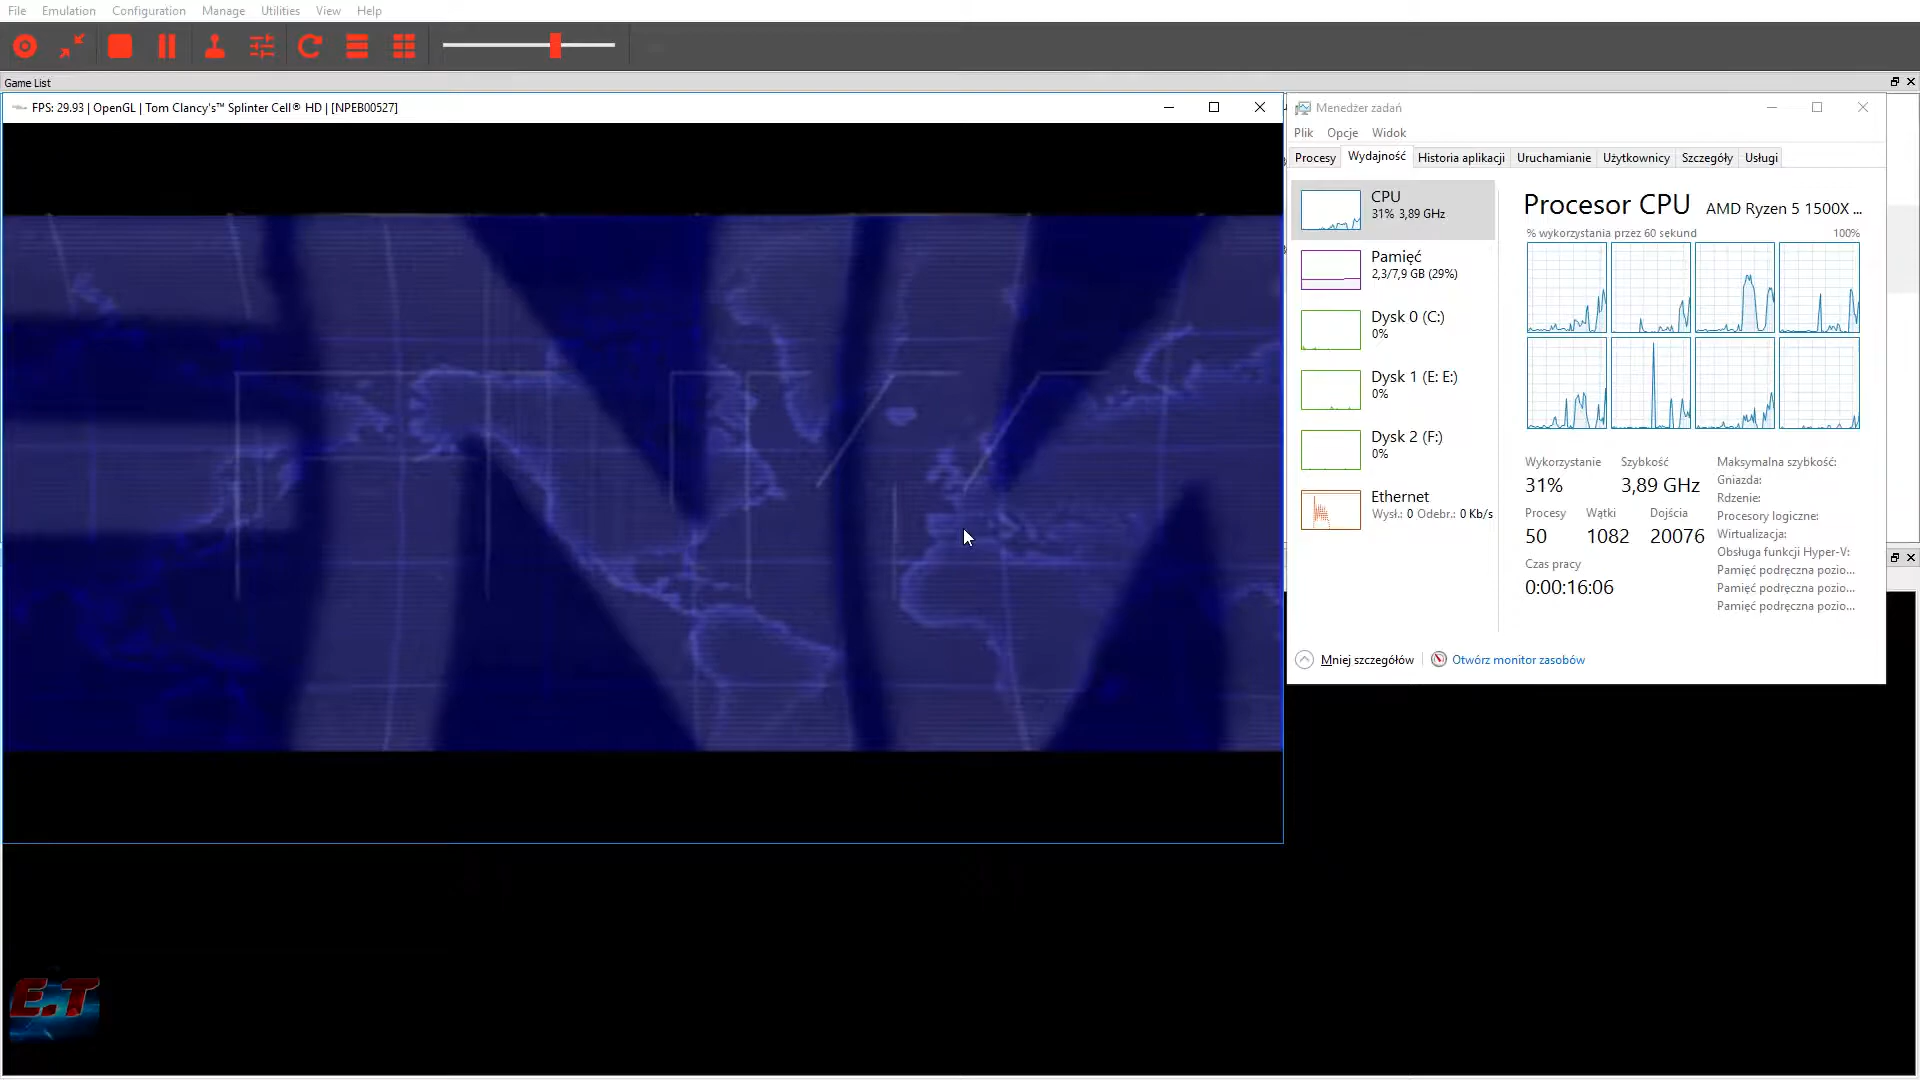 File Emulation Configuration Manage Utilities View Help
Game List
FPS: 29.93 | OpenGL | Tom Clancy's™ Splinter Cell® HD | [NPEB00527]
Menedżer zadań
Plik Opcje Widok
Procesy Wydajność Historia aplikacji Uruchamianie Użytkownicy Szczegóły Usługi
CPU
31% 3,89 GHz
Pamięć
2,3/7,9 GB (29%)
Dysk 0 (C:)
0%
Dysk 1 (E: E:)
0%
Dysk 2 (F:)
0%
Ethernet
Wysł.: 0 Odebr.: 0 Kb/s
Procesor CPU AMD Ryzen 5 1500X ...
% wykorzystania przez 60 sekund 100%
Wykorzystanie Szybkość
31% 3,89 GHz
Procesy Wątki Dojścia
50 1082 20076
Czas pracy
0:00:16:06
Maksymalna szybkość:
Gniazda:
Rdzenie:
Procesory logiczne:
Wirtualizacja:
Obsługa funkcji Hyper-V:
Pamięć podręczna pozio...
Pamięć podręczna pozio...
Pamięć podręczna pozio...
Mniej szczegółów Otwórz monitor zasobów
E.T